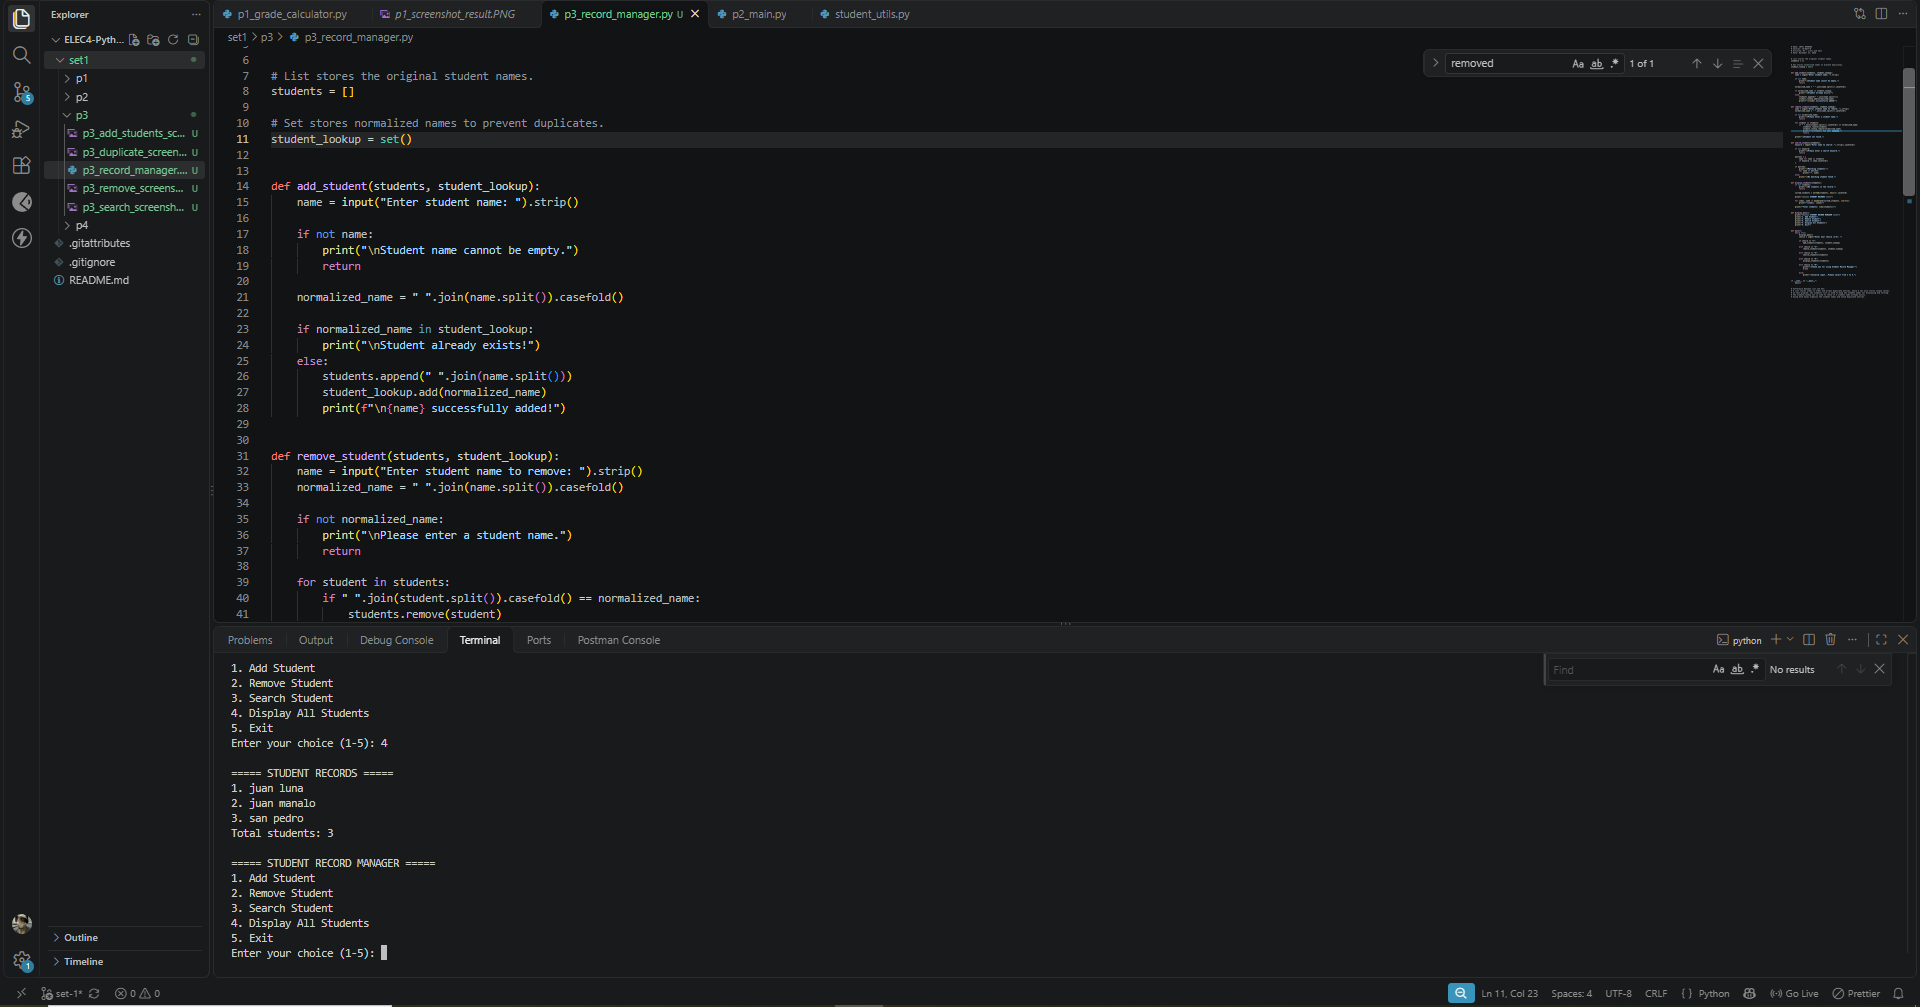 Explorer
ELEC4-Pyth...
set1
p1
p2
p3
p3_add_students_sc... U
p3_duplicate_screen... U
p3_record_manager.... U
p3_remove_screens... U
p3_search_screensh... U
p4
.gitattributes
.gitignore
README.md
Outline
Timeline
p1_grade_calculator.py
p1_screenshot_result.PNG
p3_record_manager.py U
p2_main.py
student_utils.py
set1 > p3 > p3_record_manager.py
removed
Aa ab .* 1 of 1
6
7 # List stores the original student names.
8 students = []
9
10 # Set stores normalized names to prevent duplicates.
11 student_lookup = set()
12
13
14 def add_student(students, student_lookup):
15 name = input("Enter student name: ").strip()
16
17 if not name:
18 print("\nStudent name cannot be empty.")
19 return
20
21 normalized_name = " ".join(name.split()).casefold()
22
23 if normalized_name in student_lookup:
24 print("\nStudent already exists!")
25 else:
26 students.append(" ".join(name.split()))
27 student_lookup.add(normalized_name)
28 print(f"\n{name} successfully added!")
29
30
31 def remove_student(students, student_lookup):
32 name = input("Enter student name to remove: ").strip()
33 normalized_name = " ".join(name.split()).casefold()
34
35 if not normalized_name:
36 print("\nPlease enter a student name.")
37 return
38
39 for student in students:
40 if " ".join(student.split()).casefold() == normalized_name:
41 students.remove(student)
Problems Output Debug Console Terminal Ports Postman Console
python
Find Aa ab .* No results
1. Add Student
2. Remove Student
3. Search Student
4. Display All Students
5. Exit
Enter your choice (1-5): 4
===== STUDENT RECORDS =====
1. juan luna
2. juan manalo
3. san pedro
Total students: 3
===== STUDENT RECORD MANAGER =====
1. Add Student
2. Remove Student
3. Search Student
4. Display All Students
5. Exit
Enter your choice (1-5):
5
1
set-1* 0 0
Ln 11, Col 23 Spaces: 4 UTF-8 CRLF { } Python Go Live Prettier